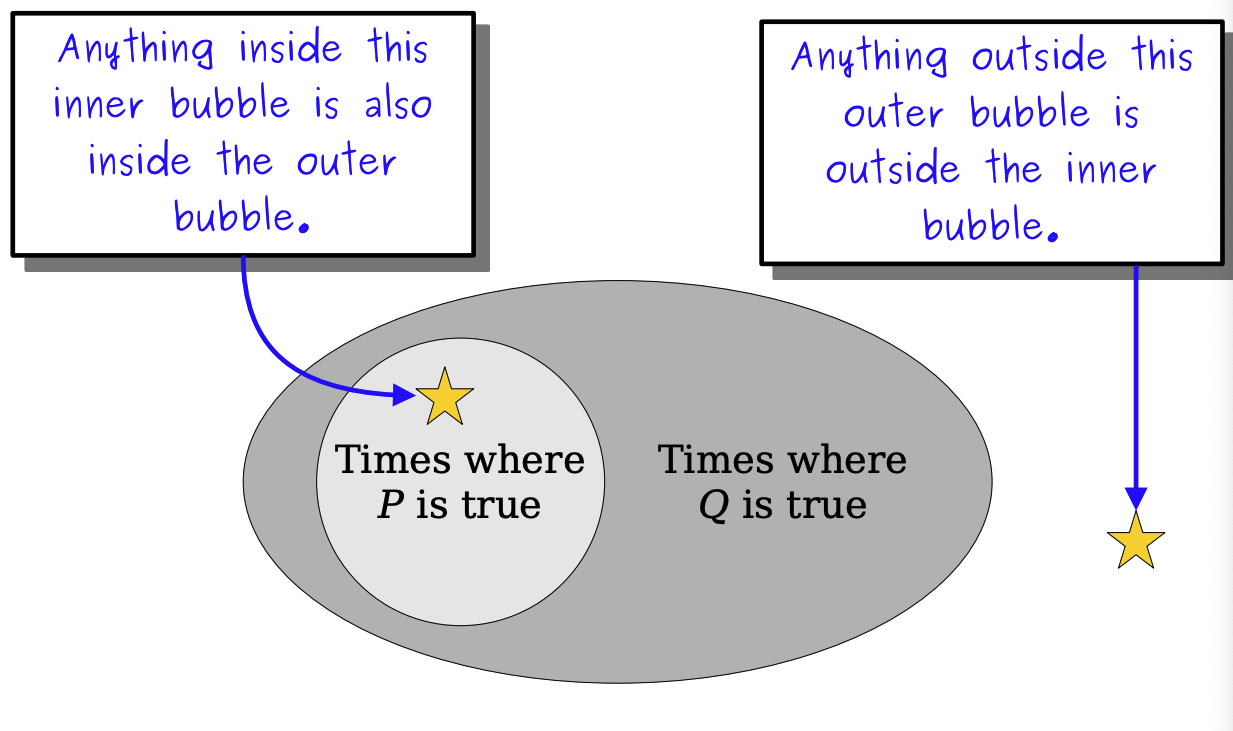 Anything inside this
inner bubble is also
inside the outer
bubble.
Anything outside this
outer bubble is
outside the inner
bubble.
Times where
P is true
Times where
Q is true